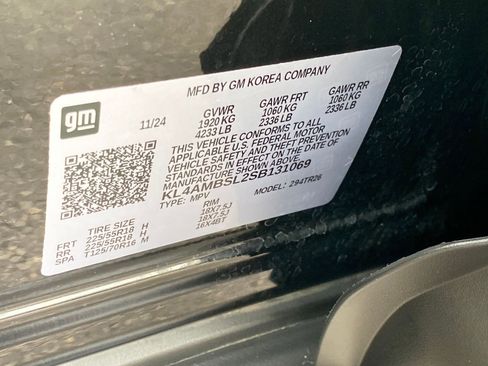 MFD BY GM KOREA COMPANY
gm
11/24
GVWR GAWR FRT GAWR RR
1920 KG 1060 KG 1060 KG
4233 LB 2336 LB 2336 LB
THIS VEHICLE CONFORMS TO ALL
APPLICABLE U.S. FEDERAL MOTOR
VEHICLE SAFETY AND THEFT PREVENTION
STANDARDS IN EFFECT ON THE DATE OF
MANUFACTURE SHOWN ABOVE.
KL4AMBSL2SB131069
TYPE: MPV MODEL: 294TR26
TIRE SIZE RIM
FRT 225/55R18 H 18X7.5J
RR 225/55R18 H 18X7.5J
SPA T125/70R16 M 16X4BT